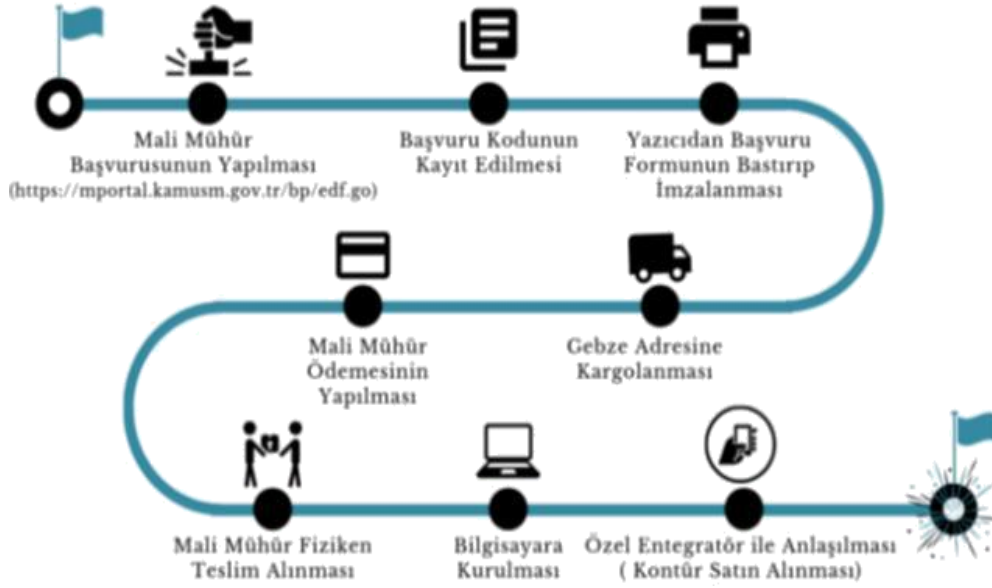 Mali Mühür
Başvurusunun Yapılması
(https://mportal.kamusm.gov.tr/bp/edf.go)
Başvuru Kodunun
Kayıt Edilmesi
Yazıcıdan Başvuru
Formunun Bastırıp
İmzalanması
Gebze Adresine
Kargolanması
Mali Mühür
Ödemesinin
Yapılması
Mali Mühür Fiziken
Teslim Alınması
Bilgisayara
Kurulması
Özel Entegratör ile Anlaşılması
( Kontür Satın Alınması)